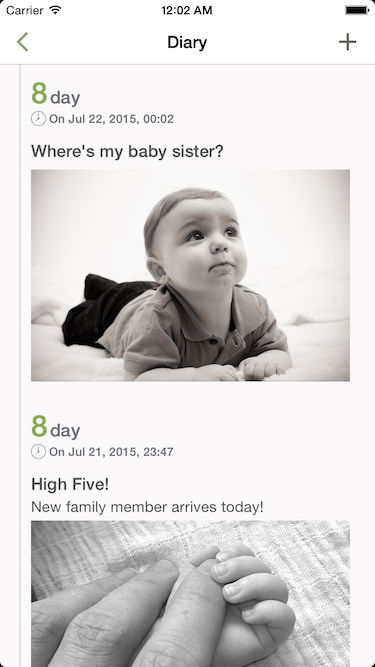 Carrier 12:02 AM
Diary
8 day
On Jul 22, 2015, 00:02
Where's my baby sister?
8 day
On Jul 21, 2015, 23:47
High Five!
New family member arrives today!